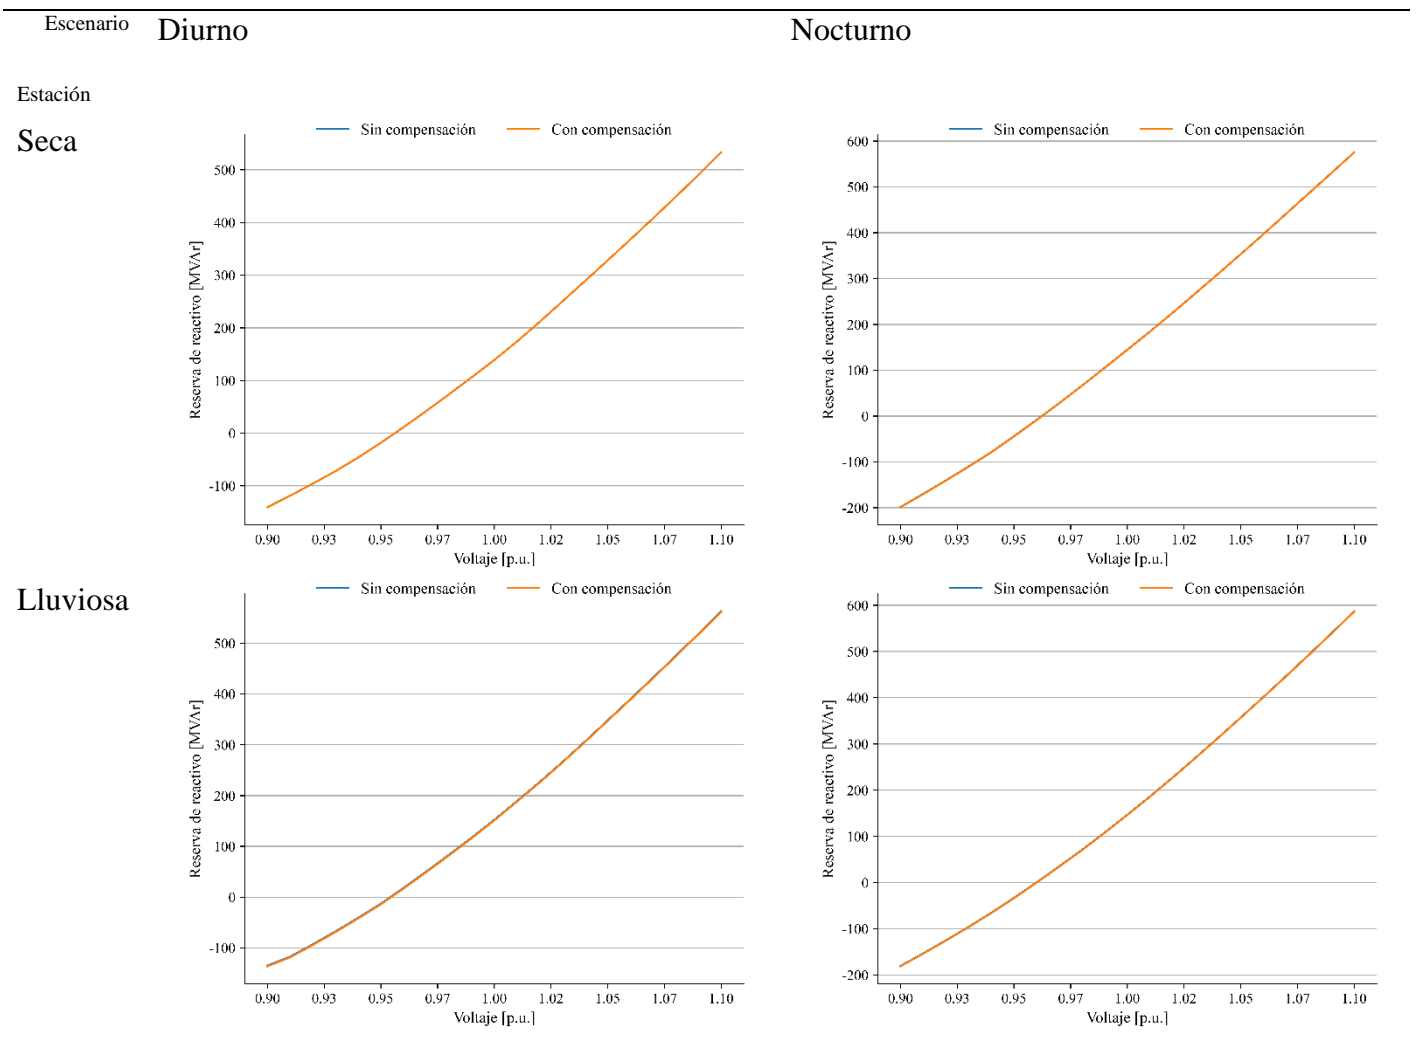 Escenario Diurno Nocturno
Estación
Seca
Sin compensación Con compensación
500
400
300
200
100
0
-100
Reserva de reactivo [MVAr]
0.90 0.93 0.95 0.97 1.00 1.02 1.05 1.07 1.10
Voltaje [p.u.]
Sin compensación Con compensación
600
500
400
300
200
100
0
-100
-200
Reserva de reactivo [MVAr]
0.90 0.93 0.95 0.97 1.00 1.02 1.05 1.07 1.10
Voltaje [p.u.]
Lluviosa
Sin compensación Con compensación
500
400
300
200
100
0
-100
Reserva de reactivo [MVAr]
0.90 0.93 0.95 0.97 1.00 1.02 1.05 1.07 1.10
Voltaje [p.u.]
Sin compensación Con compensación
600
500
400
300
200
100
0
-100
-200
Reserva de reactivo [MVAr]
0.90 0.93 0.95 0.97 1.00 1.02 1.05 1.07 1.10
Voltaje [p.u.]